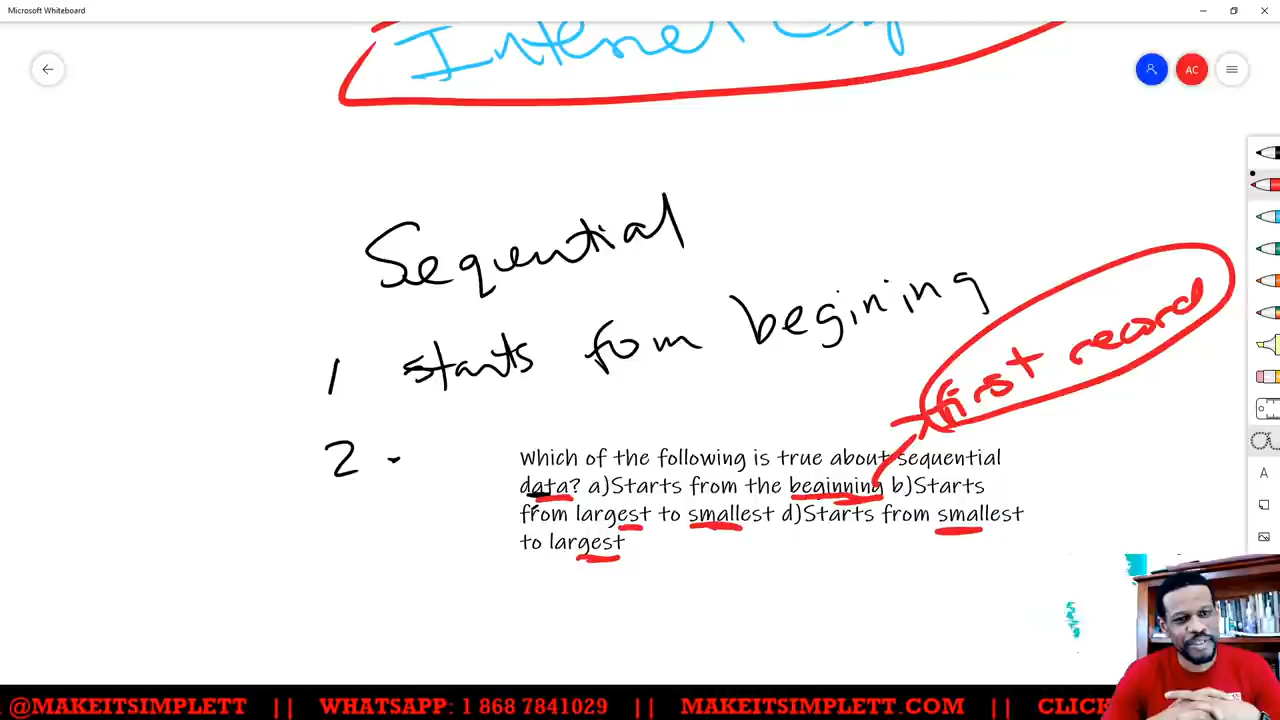 Microsoft Whiteboard
AC
Sequential
1 starts fom begining
first record
2 -
Which of the following is true about sequential
data? a)Starts from the beginning b)Starts
from largest to smallest d)Starts from smallest
to largest
A
@MAKEITSIMPLETT || WHATSAPP: 1 868 7841029 || MAKEITSIMPLETT.COM || CLICK